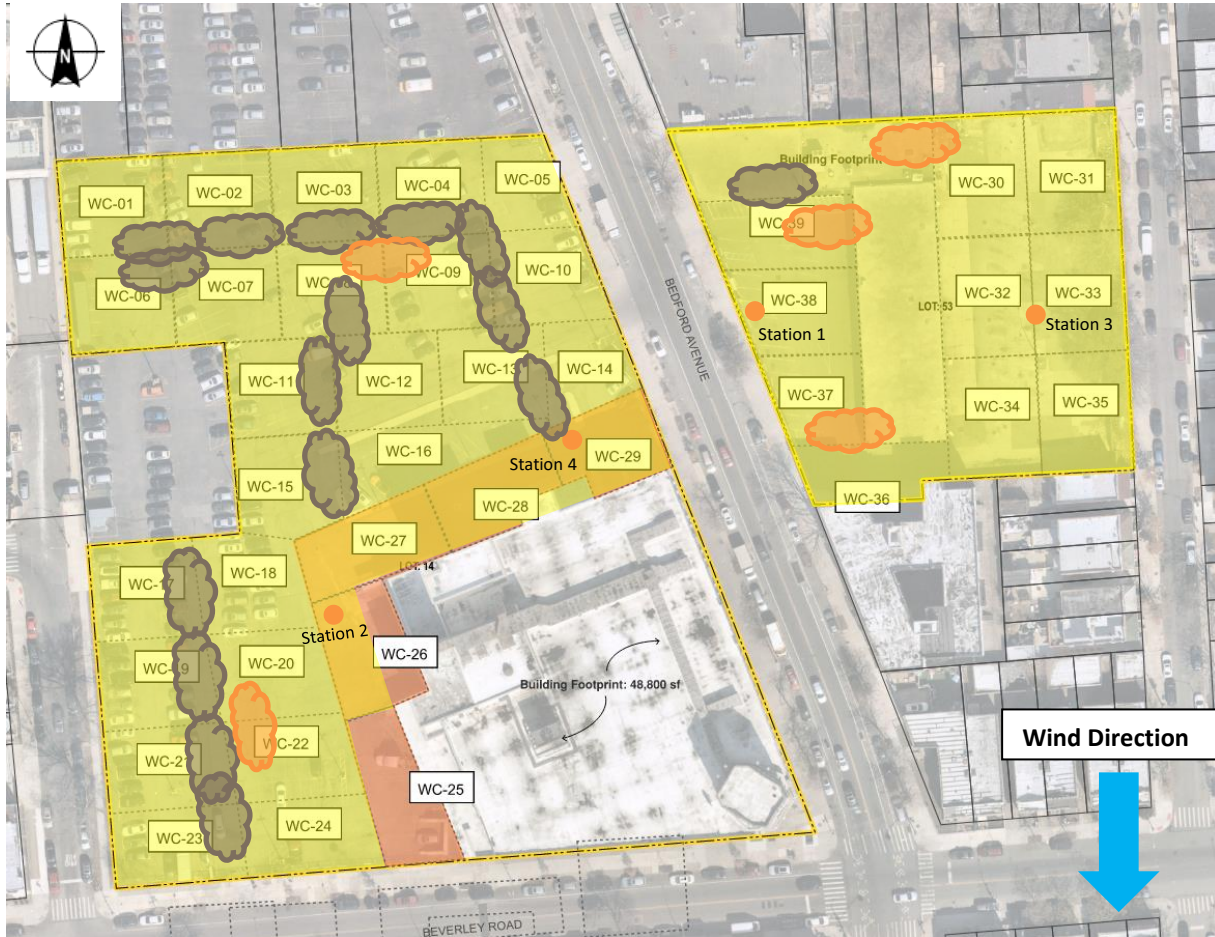 N
WC-01
WC-02
WC-03
WC-04
WC-05
WC-06
WC-07
WC-09
WC-10
WC-11
WC-12
WC-13
WC-14
WC-15
WC-16
Station 4
WC-29
WC-28
WC-27
LOT: 14
WC-17
WC-18
Station 2
WC-26
WC-20
Building Footprint: 48,800 sf
WC-22
WC-25
WC-24
WC-23
BEVERLEY ROAD
BEDFORD AVENUE
Building Footprin
WC-30
WC-31
WC-39
WC-38
Station 1
LOT: 53
WC-32
WC-33
Station 3
WC-37
WC-34
WC-35
WC-36
Wind Direction